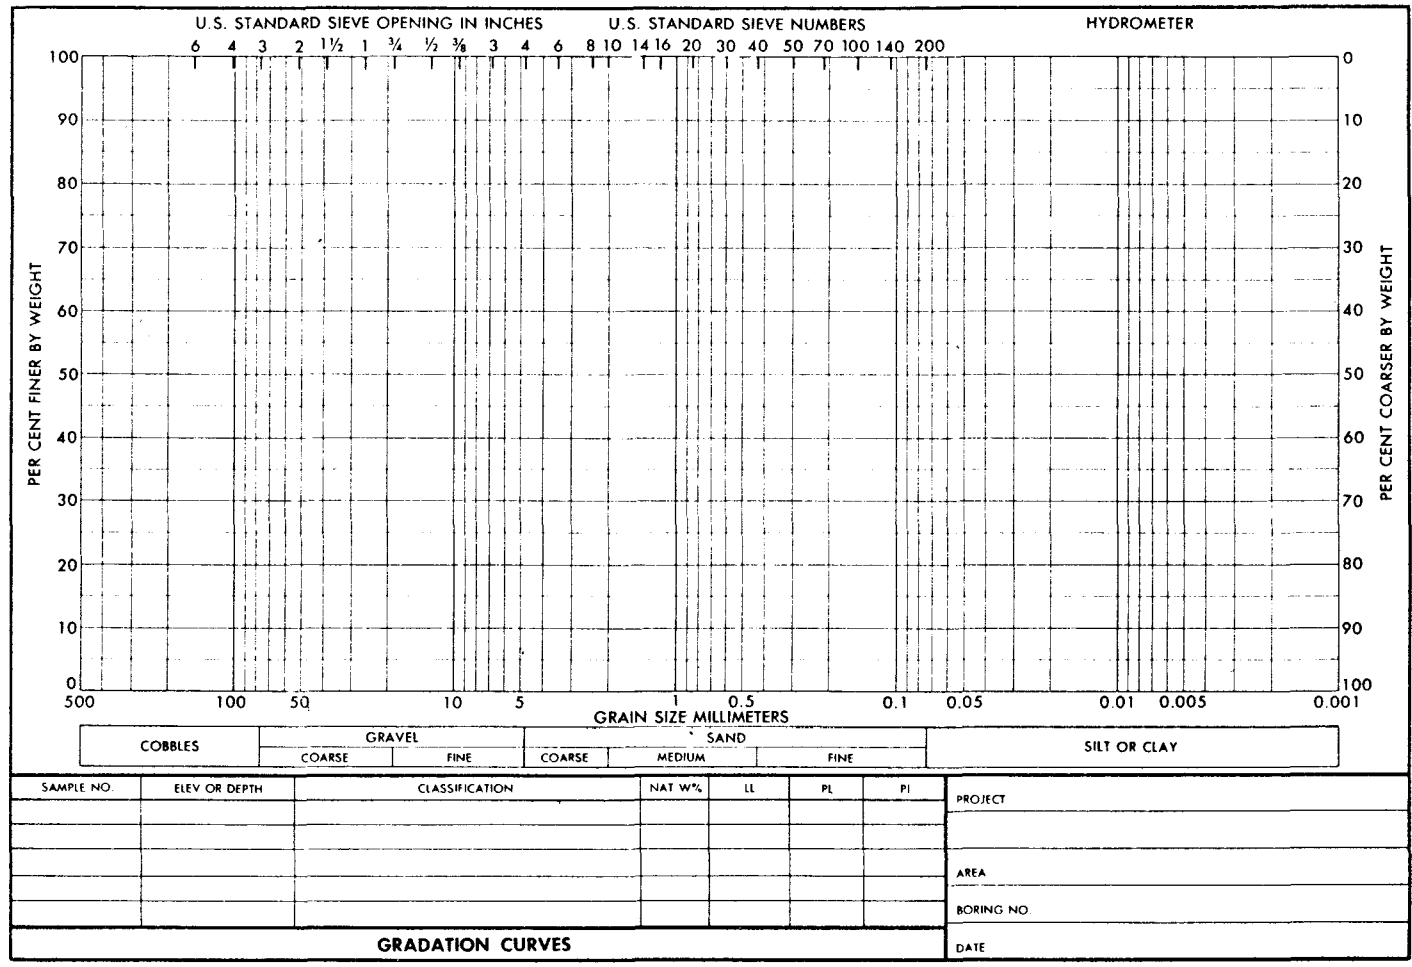 U.S. STANDARD SIEVE OPENING IN INCHES U.S. STANDARD SIEVE NUMBERS HYDROMETER
6 4 3 2 1½ 1 ¾ ½ ⅜ 3 4 6 8 10 14 16 20 30 40 50 70 100 140 200
100 0
90 10
80 20
70 30
60 40
50 50
40 60
30 70
20 80
10 90
0 100
PER CENT FINER BY WEIGHT
PER CENT COARSER BY WEIGHT
500 100 50 10 5 1 0.5 0.1 0.05 0.01 0.005 0.001
GRAIN SIZE MILLIMETERS
COBBLES GRAVEL SAND SILT OR CLAY
COARSE FINE COARSE MEDIUM FINE
SAMPLE NO. ELEV OR DEPTH CLASSIFICATION NAT W% LL PL PI
PROJECT
AREA
BORING NO.
GRADATION CURVES
DATE